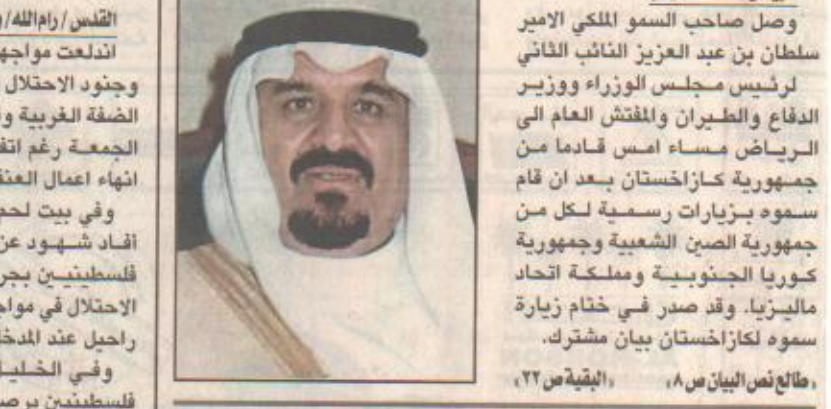 وصل صاحب السمو الملكي الامير
سلطان بن عبد العزيز النائب الثاني
لرئيس مجلس الوزراء ووزير
الدفاع والطيران والمفتش العام الى
الرياض مساء امس قادما من
جمهورية كازاخستان بعد ان قام
سموه بزيارات رسمية لكل من
جمهورية الصين الشعبية وجمهورية
كوريا الجنوبية ومملكة اتحاد
ماليزيا. وقد صدر في ختام زيارة
سموه لكازاخستان بيان مشترك.
«طالع نص البيان ص ٨» «البقية ص ٢٢»
القدس/رام الله/
اندلعت مواجه
وجنود الاحتلال
الضفة الغربية و
الجمعة رغم اتف
انهاء اعمال العنف
وفي بيت لحم
أفاد شهود عن
فلسطينيين بجر
الاحتلال في مواج
راحيل عند المدخ
وفي الخليل
فلسطينيين برص